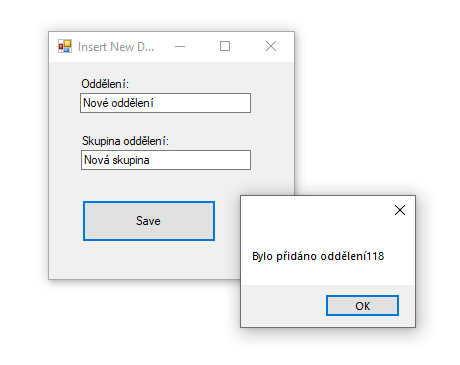 Insert New D...
Oddělení:
Nové oddělení
Skupina oddělení:
Nová skupina
Save
Bylo přidáno oddělení118
OK